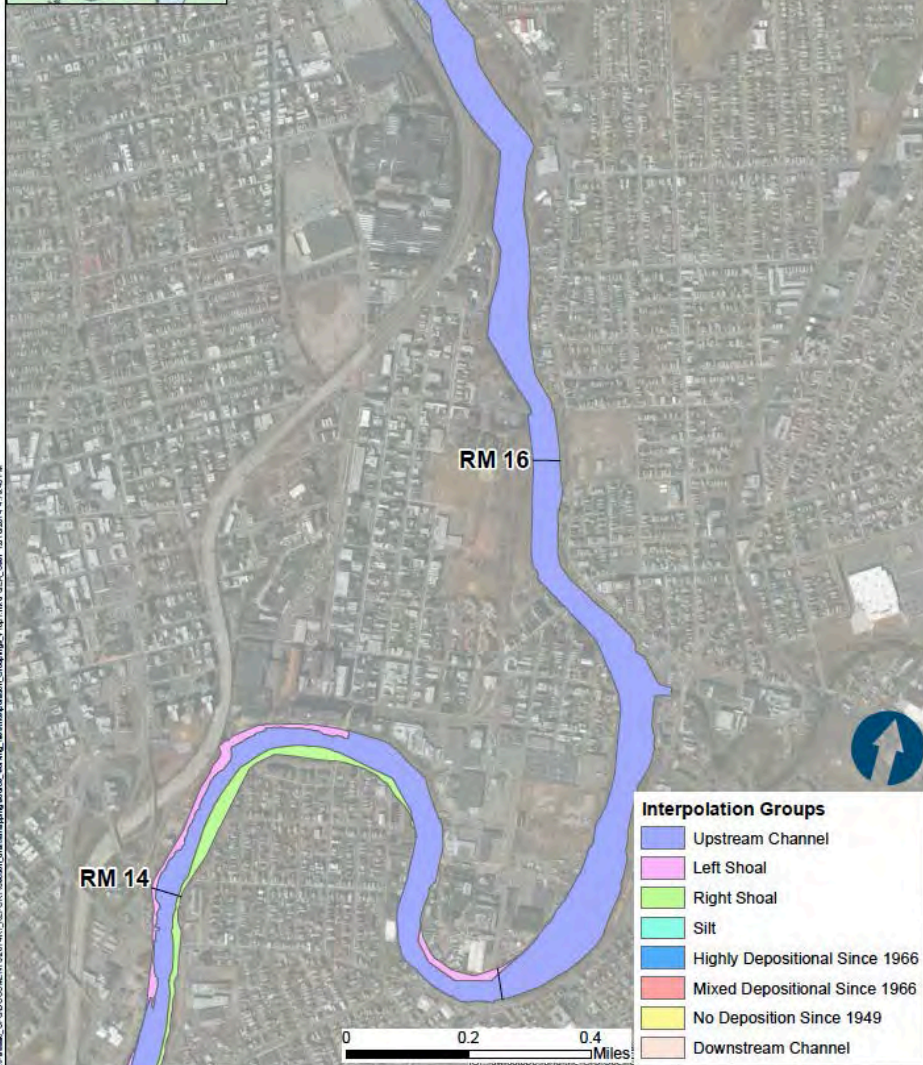 RM 16
RM 14
Interpolation Groups
Upstream Channel
Left Shoal
Right Shoal
Silt
Highly Depositional Since 1966
Mixed Depositional Since 1966
No Deposition Since 1949
Downstream Channel
0 0.2 0.4
Miles